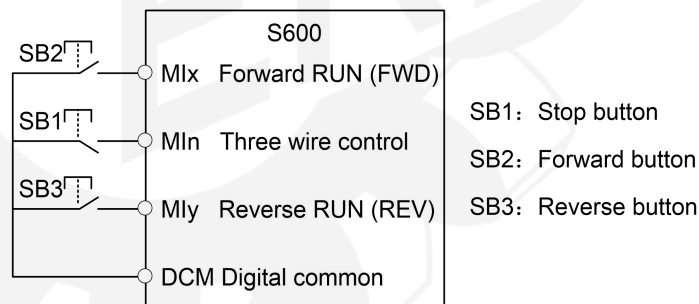 S600
SB2 MIx Forward RUN (FWD)
SB1 MIn Three wire control
SB3 MIy Reverse RUN (REV)
DCM Digital common
SB1：Stop button
SB2：Forward button
SB3：Reverse button